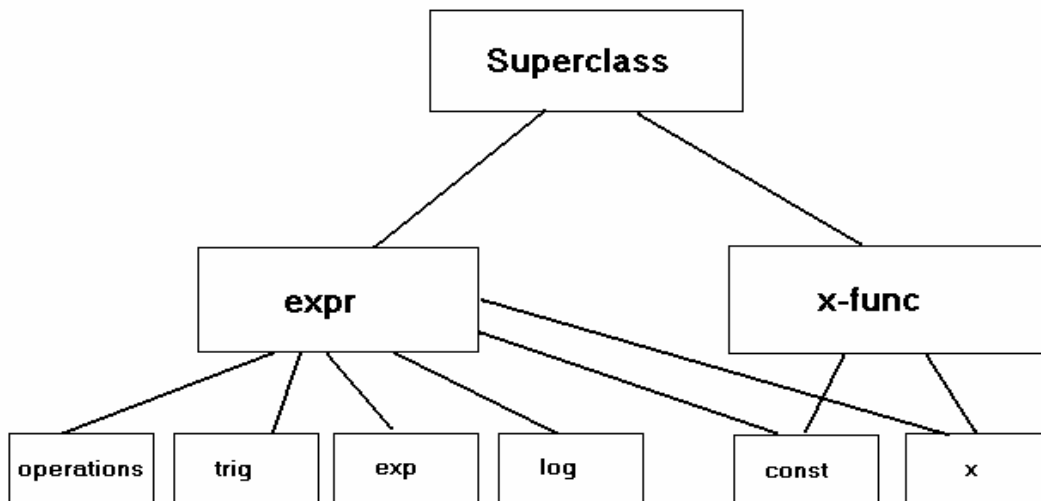 Superclass
expr
x-func
operations
trig
exp
log
const
x